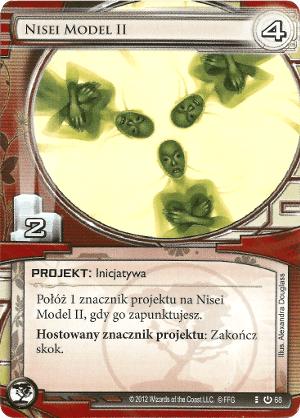 Nisei Model II
4
2
PROJEKT: Inicjatywa
Połóż 1 znacznik projektu na Nisei
Model II, gdy go zapunktujesz.
Hostowany znacznik projektu: Zakończ
skok.
Illus. Alexandra Douglass
© 2012 Wizards of the Coast LLC. © FFG
68